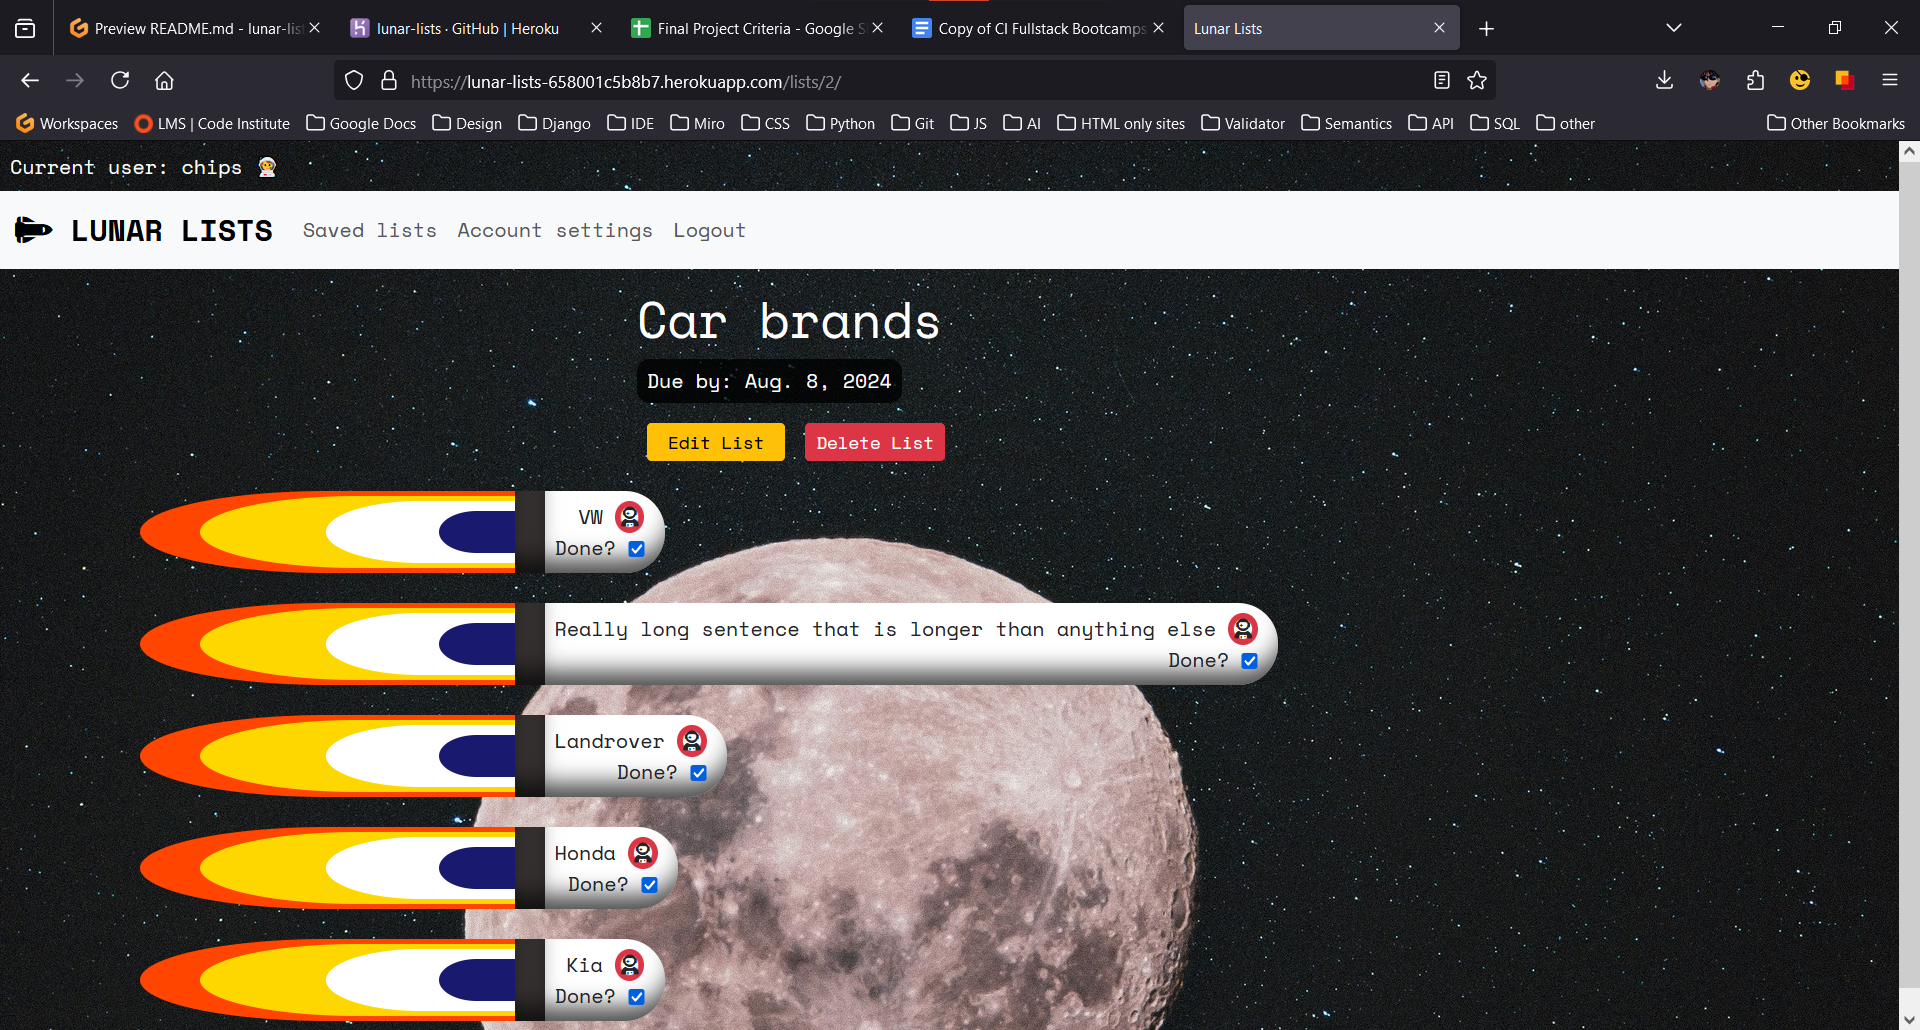 Preview README.md - lunar-lis
lunar-lists · GitHub | Heroku
Final Project Criteria - Google S
Copy of CI Fullstack Bootcamps
Lunar Lists
https://lunar-lists-658001c5b8b7.herokuapp.com/lists/2/
Workspaces LMS | Code Institute Google Docs Design Django IDE Miro CSS Python Git JS AI HTML only sites Validator Semantics API SQL other Other Bookmarks
Current user: chips
LUNAR LISTS Saved lists Account settings Logout
Car brands
Due by: Aug. 8, 2024
Edit List Delete List
VW
Done?
Really long sentence that is longer than anything else
Done?
Landrover
Done?
Honda
Done?
Kia
Done?